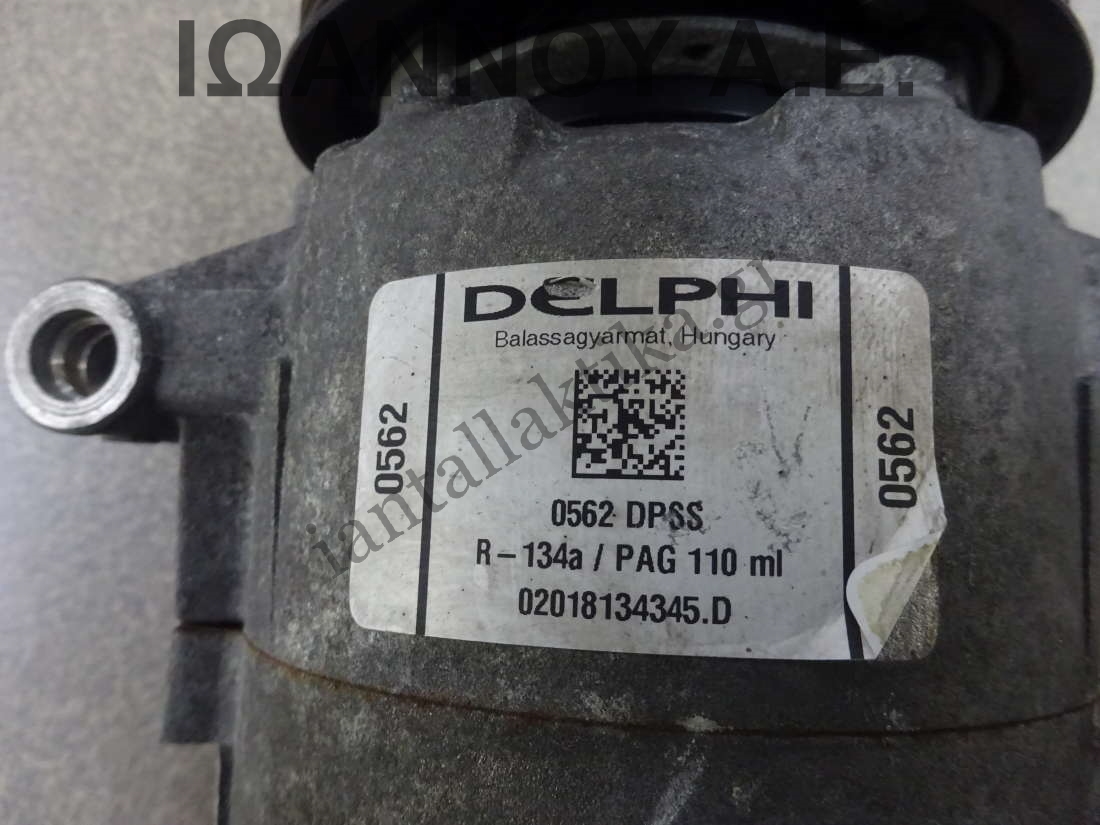 ΙΩΑΝΝΟΥ Α.Ε.
DELPHI
Balassagyarmat, Hungary
0562
0562
0562 DPSS
R-134a / PAG 110 ml
02018134345.D
iantallaktika.gr